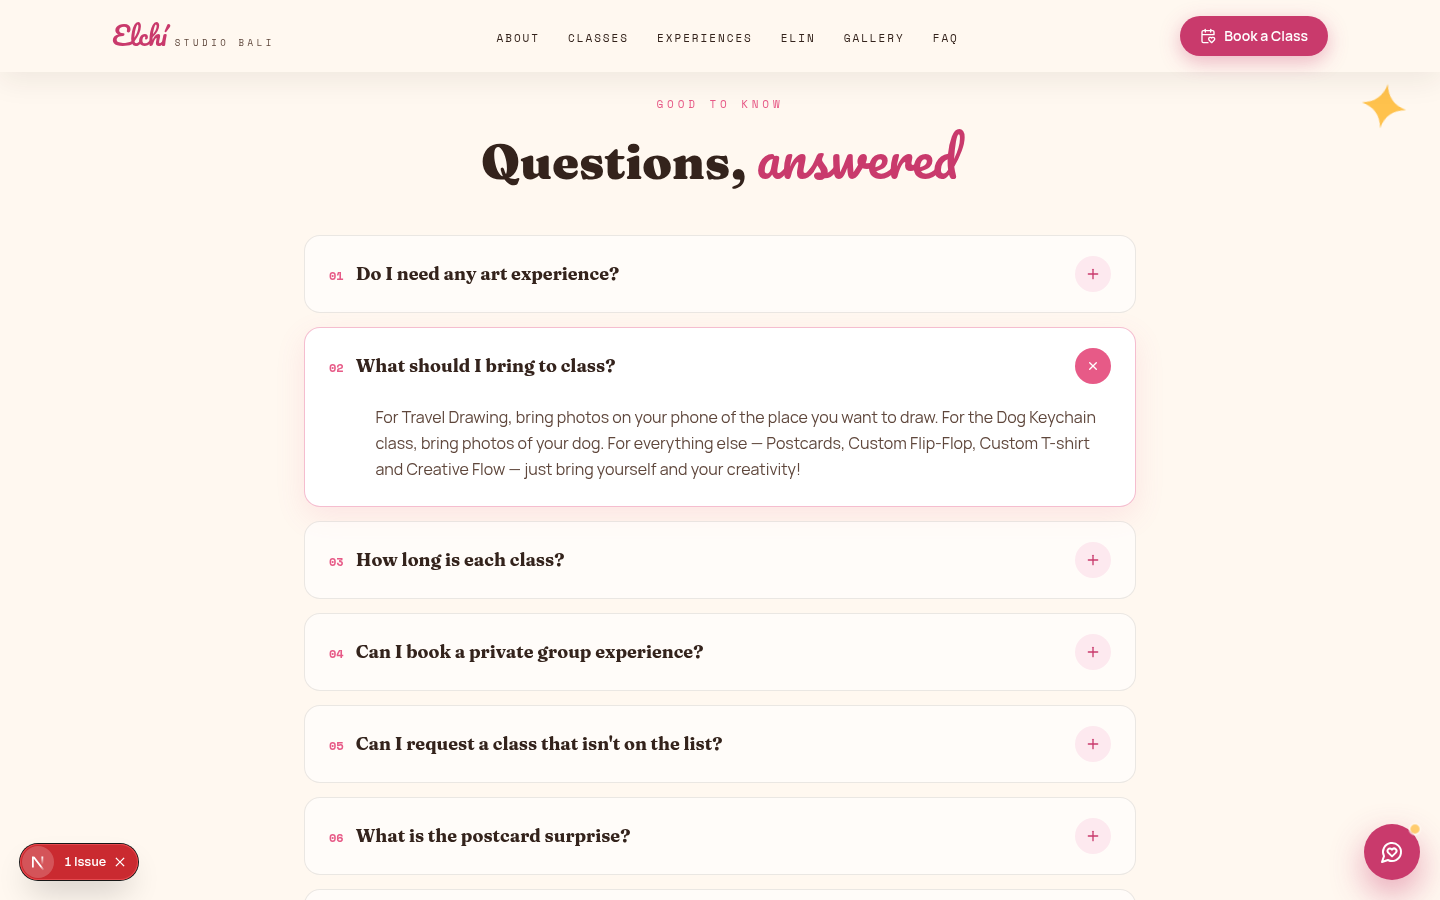 Elchí STUDIO BALI
ABOUT CLASSES EXPERIENCES ELIN GALLERY FAQ
Book a Class
GOOD TO KNOW
Questions, answered
01 Do I need any art experience?
02 What should I bring to class?
For Travel Drawing, bring photos on your phone of the place you want to draw. For the Dog Keychain
class, bring photos of your dog. For everything else — Postcards, Custom Flip-Flop, Custom T-shirt
and Creative Flow — just bring yourself and your creativity!
03 How long is each class?
04 Can I book a private group experience?
05 Can I request a class that isn't on the list?
06 What is the postcard surprise?
N 1 Issue